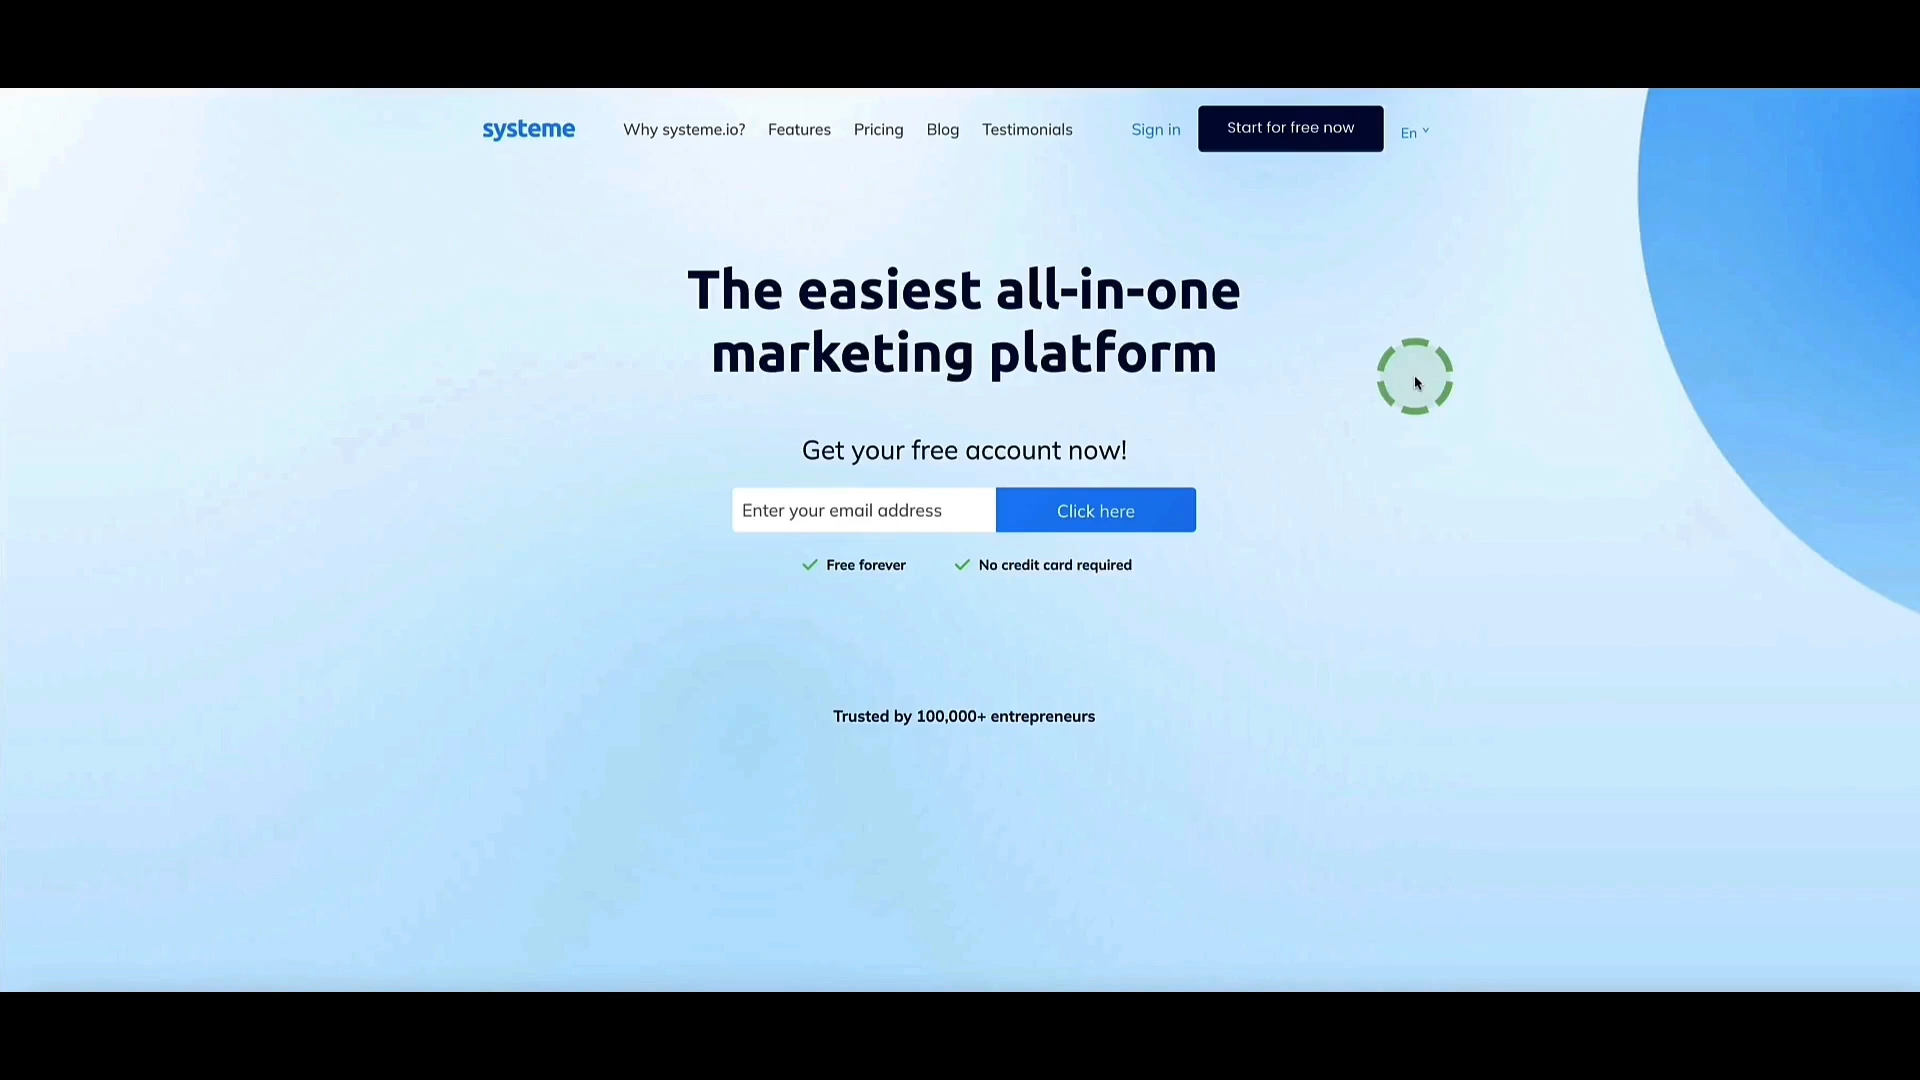 systeme
Why systeme.io? Features Pricing Blog Testimonials Sign in Start for free now En
The easiest all-in-one
marketing platform
Get your free account now!
Enter your email address Click here
Free forever No credit card required
Trusted by 100,000+ entrepreneurs